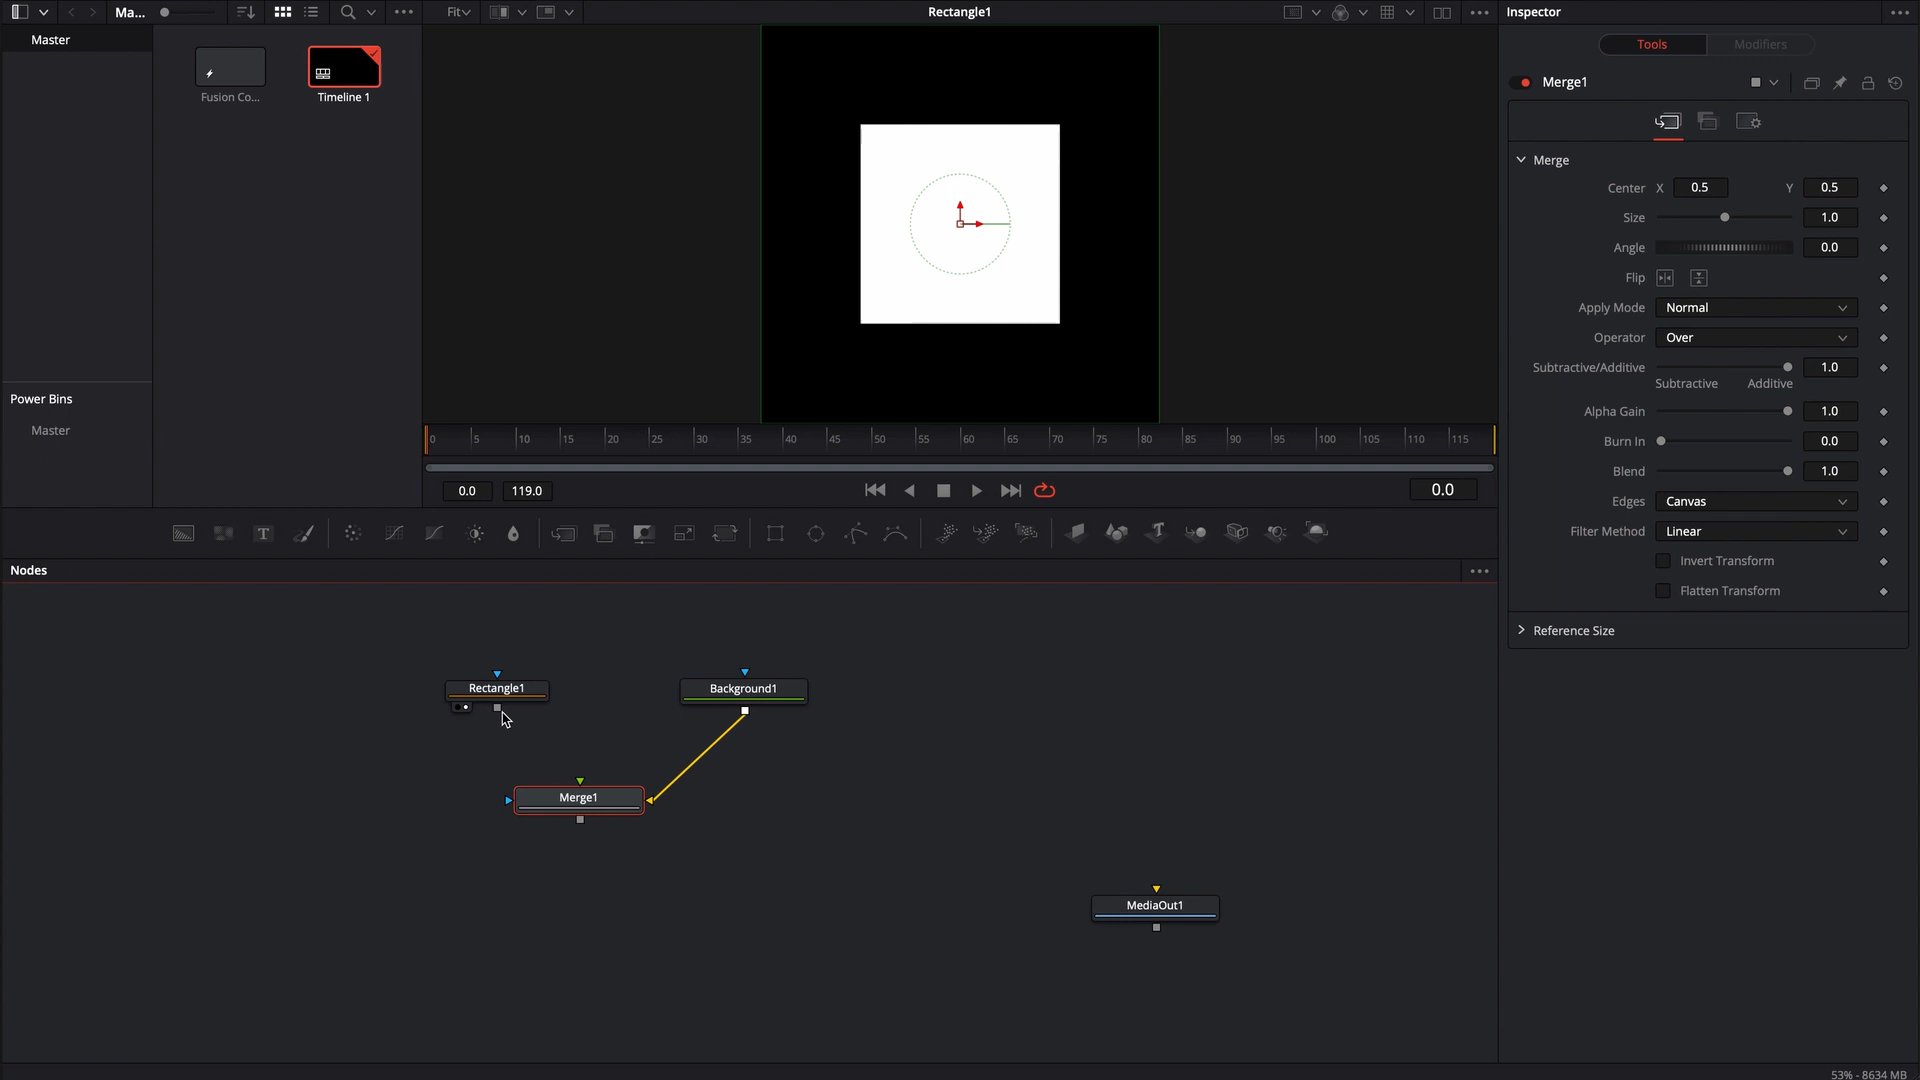 Ma...
Fit
Rectangle1
Inspector
Master
Fusion Co...
Timeline 1
Tools
Modifiers
Merge1
Merge
Center X 0.5 Y 0.5
Size 1.0
Angle 0.0
Flip
Apply Mode Normal
Operator Over
Subtractive/Additive 1.0
Subtractive Additive
Alpha Gain 1.0
Burn In 0.0
Blend 1.0
Edges Canvas
Filter Method Linear
Invert Transform
Flatten Transform
Reference Size
Power Bins
Master
0 5 10 15 20 25 30 35 40 45 50 55 60 65 70 75 80 85 90 95 100 105 110 115
0.0 119.0 0.0
T T
Nodes
Rectangle1
Background1
Merge1
MediaOut1
53% - 8634 MB